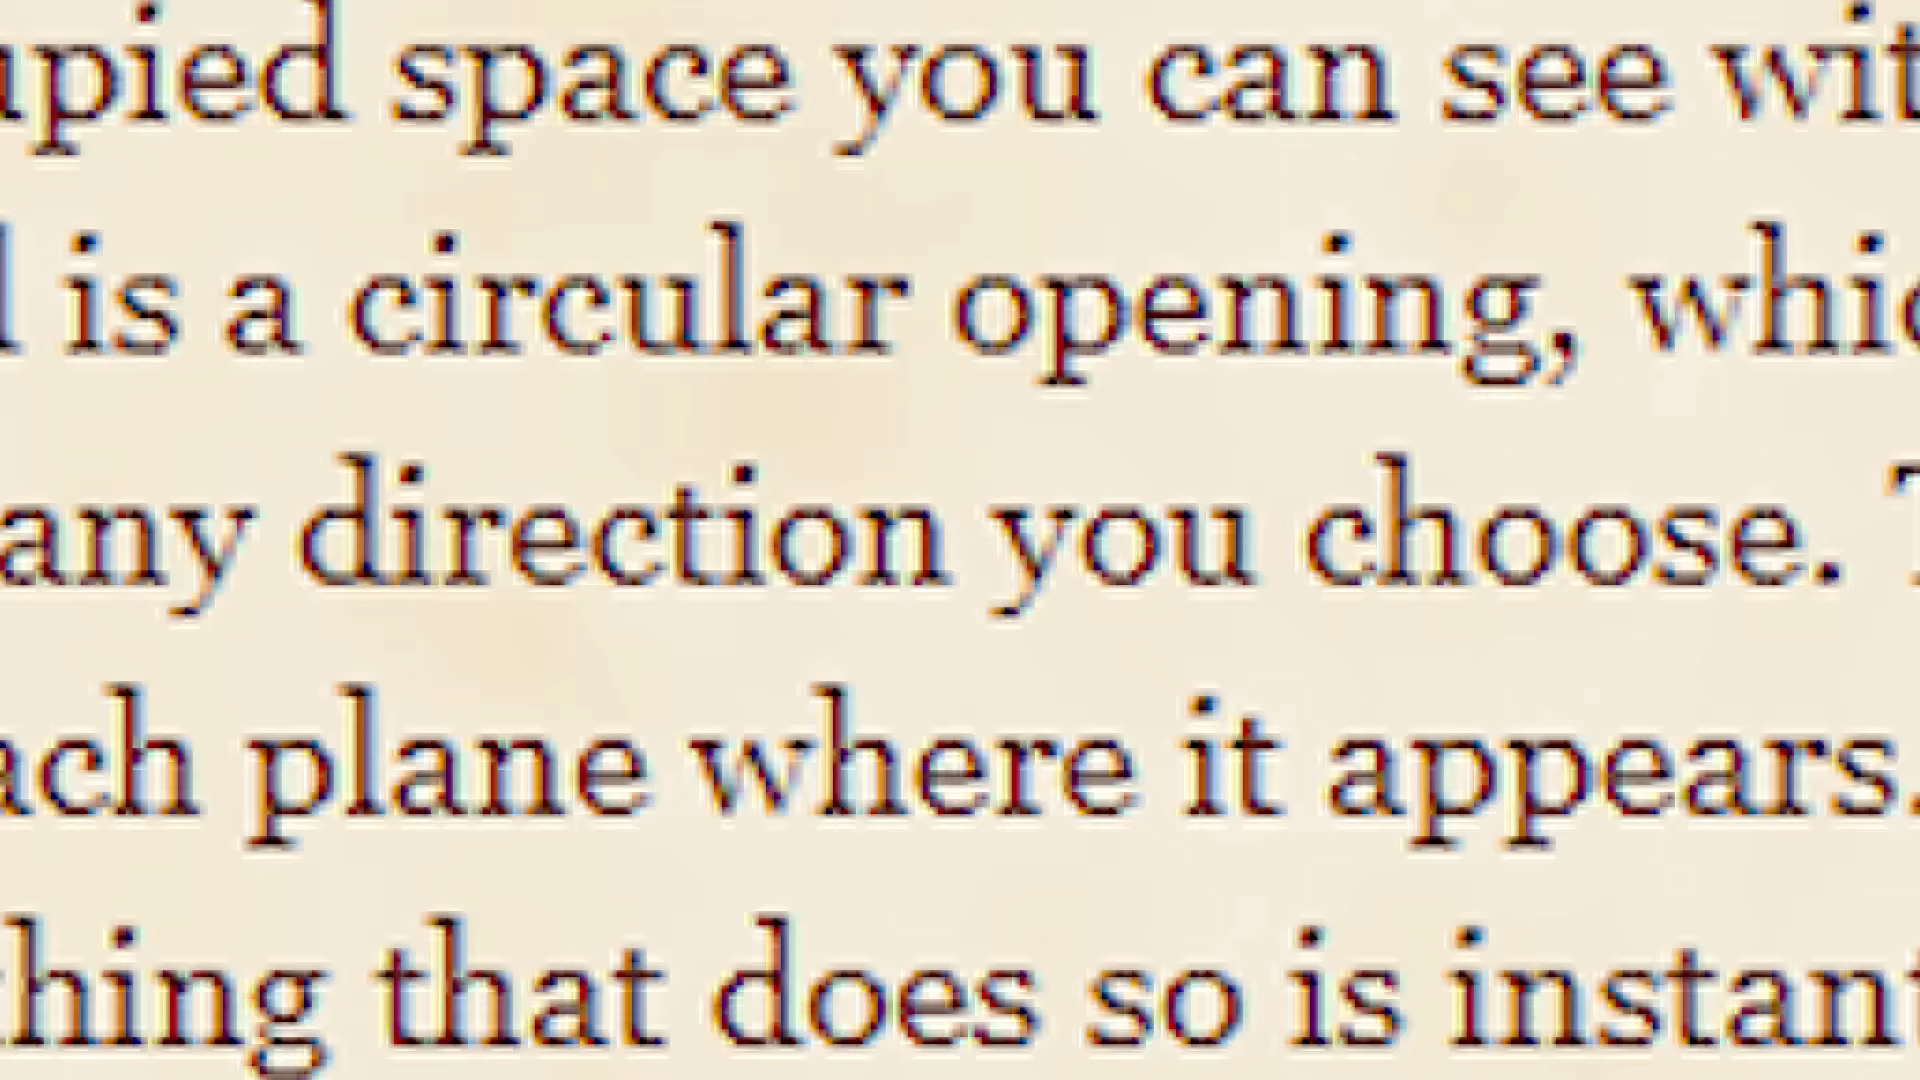 upied space you can see wit
is a circular opening, whic
any direction you choose. T
ach plane where it appears.
hing that does so is instant